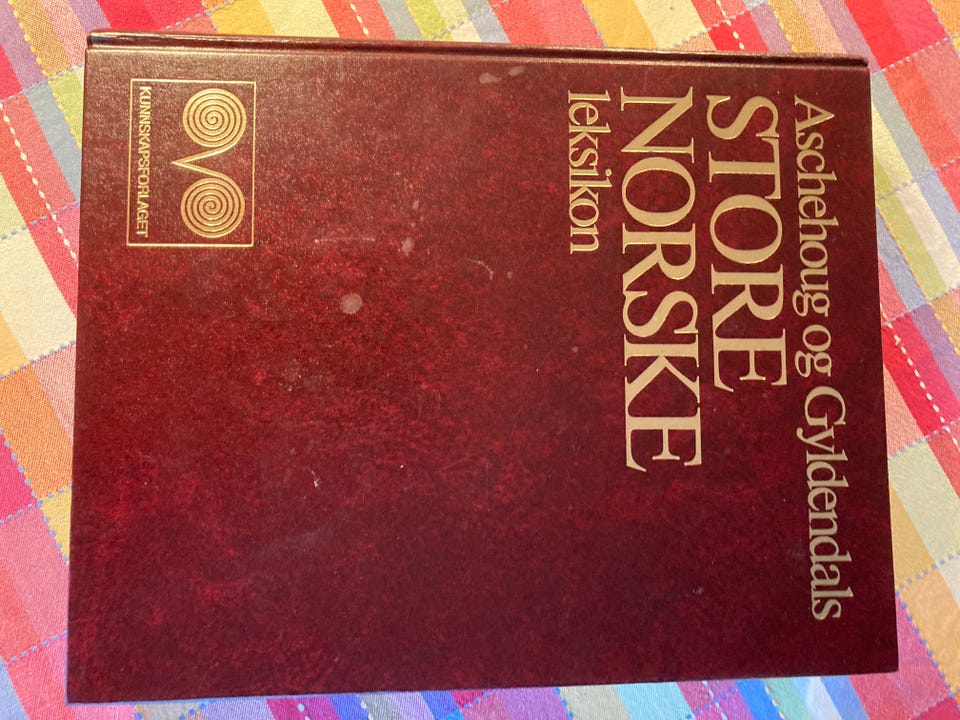 Aschehoug og Gyldendals
STORE
NORSKE
leksikon
KUNNSKAPSFORLAGET